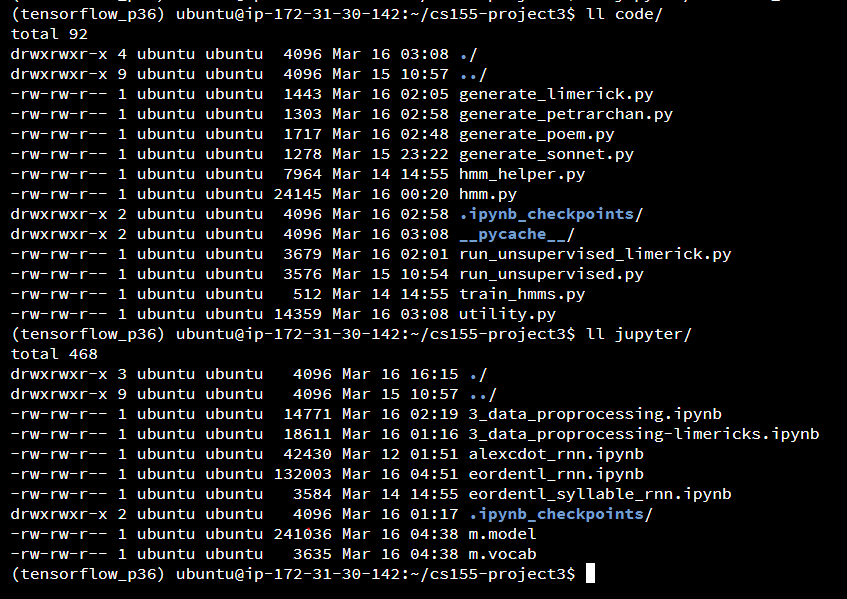 (tensorflow_p36) ubuntu@ip-172-31-30-142:~/cs155-project3$ ll code/
total 92
drwxrwxr-x 4 ubuntu ubuntu  4096 Mar 16 03:08 ./
drwxrwxr-x 9 ubuntu ubuntu  4096 Mar 15 10:57 ../
-rw-rw-r-- 1 ubuntu ubuntu  1443 Mar 16 02:05 generate_limerick.py
-rw-rw-r-- 1 ubuntu ubuntu  1303 Mar 16 02:58 generate_petrarchan.py
-rw-rw-r-- 1 ubuntu ubuntu  1717 Mar 16 02:48 generate_poem.py
-rw-rw-r-- 1 ubuntu ubuntu  1278 Mar 15 23:22 generate_sonnet.py
-rw-rw-r-- 1 ubuntu ubuntu  7964 Mar 14 14:55 hmm_helper.py
-rw-rw-r-- 1 ubuntu ubuntu 24145 Mar 16 00:20 hmm.py
drwxrwxr-x 2 ubuntu ubuntu  4096 Mar 16 02:58 .ipynb_checkpoints/
drwxrwxr-x 2 ubuntu ubuntu  4096 Mar 16 03:08 __pycache__/
-rw-rw-r-- 1 ubuntu ubuntu  3679 Mar 16 02:01 run_unsupervised_limerick.py
-rw-rw-r-- 1 ubuntu ubuntu  3576 Mar 15 10:54 run_unsupervised.py
-rw-rw-r-- 1 ubuntu ubuntu   512 Mar 14 14:55 train_hmms.py
-rw-rw-r-- 1 ubuntu ubuntu 14359 Mar 16 03:08 utility.py
(tensorflow_p36) ubuntu@ip-172-31-30-142:~/cs155-project3$ ll jupyter/
total 468
drwxrwxr-x 3 ubuntu ubuntu   4096 Mar 16 16:15 ./
drwxrwxr-x 9 ubuntu ubuntu   4096 Mar 15 10:57 ../
-rw-rw-r-- 1 ubuntu ubuntu  14771 Mar 16 02:19 3_data_proprocessing.ipynb
-rw-rw-r-- 1 ubuntu ubuntu  18611 Mar 16 01:16 3_data_proprocessing-limericks.ipynb
-rw-rw-r-- 1 ubuntu ubuntu  42430 Mar 12 01:51 alexcdot_rnn.ipynb
-rw-rw-r-- 1 ubuntu ubuntu 132003 Mar 16 04:51 eordentl_rnn.ipynb
-rw-rw-r-- 1 ubuntu ubuntu   3584 Mar 14 14:55 eordentl_syllable_rnn.ipynb
drwxrwxr-x 2 ubuntu ubuntu   4096 Mar 16 01:17 .ipynb_checkpoints/
-rw-rw-r-- 1 ubuntu ubuntu 241036 Mar 16 04:38 m.model
-rw-rw-r-- 1 ubuntu ubuntu   3635 Mar 16 04:38 m.vocab
(tensorflow_p36) ubuntu@ip-172-31-30-142:~/cs155-project3$